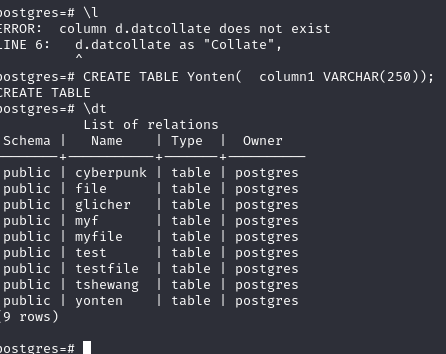 postgres=# \l
ERROR:  column d.datcollate does not exist
LINE 6:   d.datcollate as "Collate",
          ^
postgres=# CREATE TABLE Yonten(  column1 VARCHAR(250));
CREATE TABLE
postgres=# \dt
           List of relations
 Schema |   Name    | Type  |  Owner
--------+-----------+-------+----------
 public | cyberpunk | table | postgres
 public | file      | table | postgres
 public | glicher   | table | postgres
 public | myf       | table | postgres
 public | myfile    | table | postgres
 public | test      | table | postgres
 public | testfile  | table | postgres
 public | tshewang  | table | postgres
 public | yonten    | table | postgres
(9 rows)
postgres=#